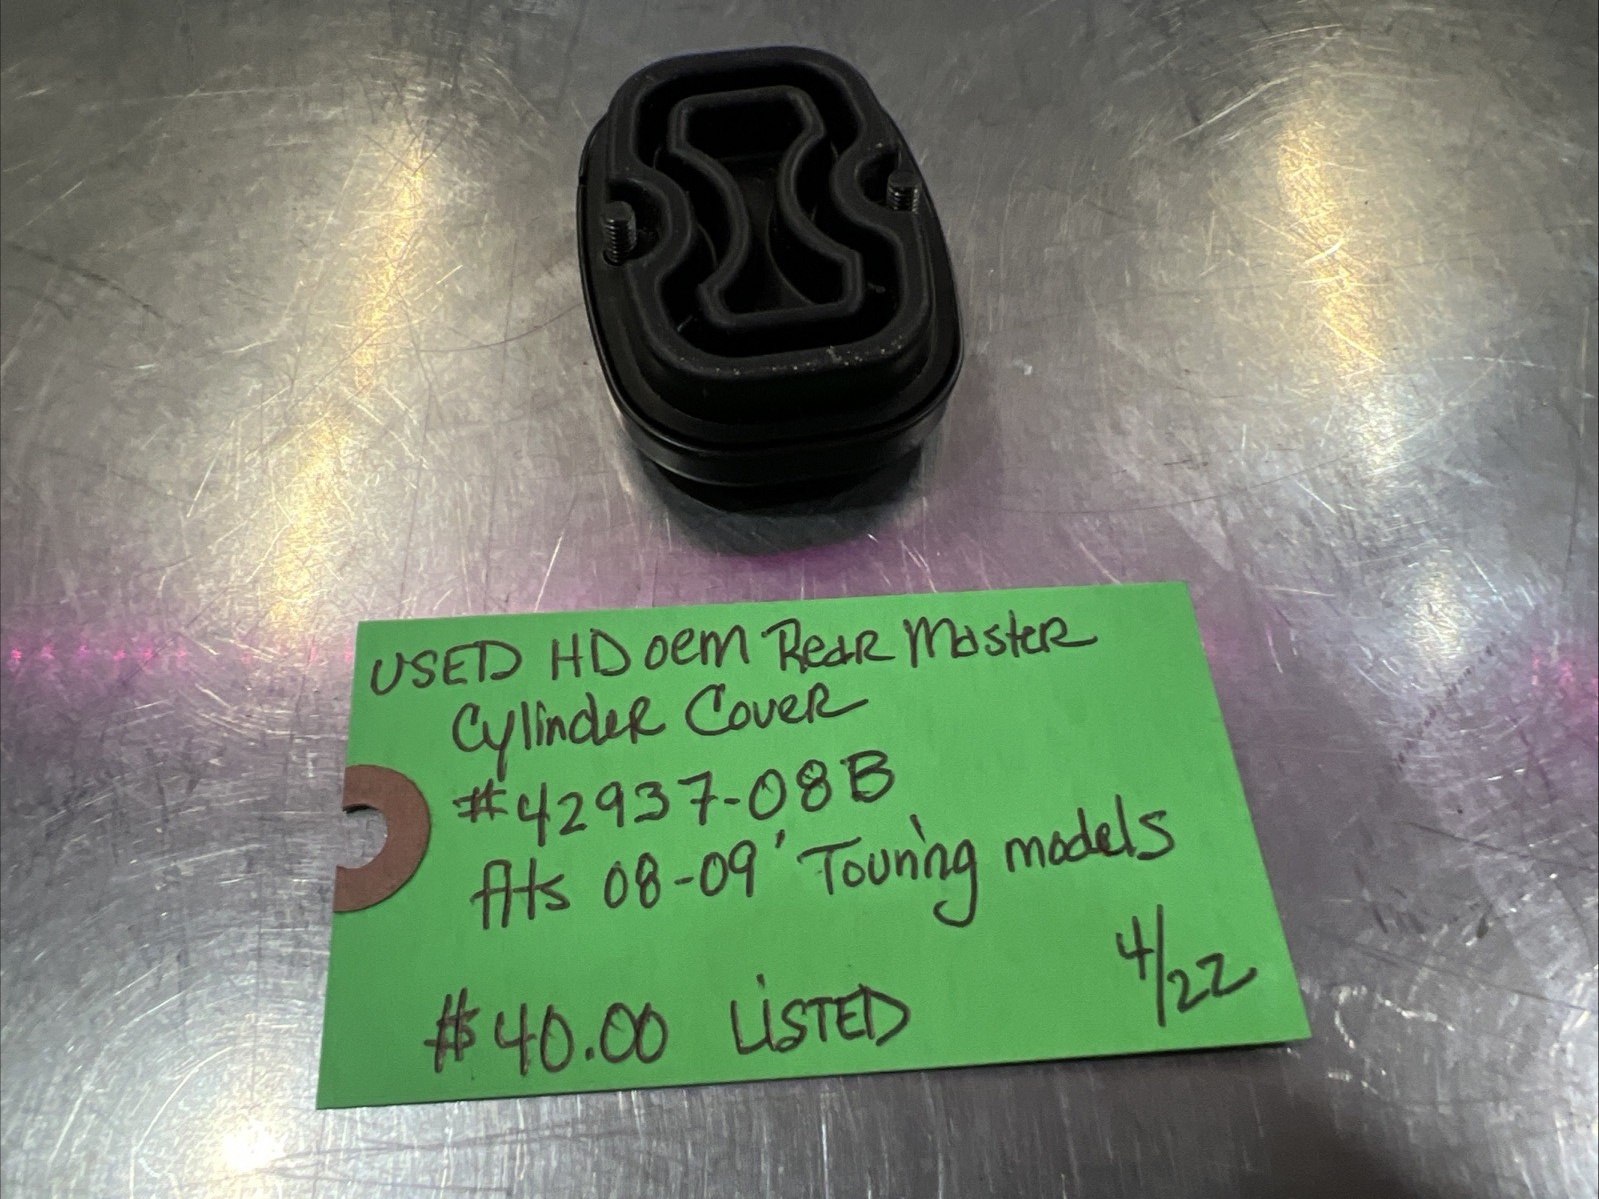 USED HD OEM Rear Master
Cylinder Cover
#42937-08B
fits 08-09' Touring models
4/22
$40.00 LISTED